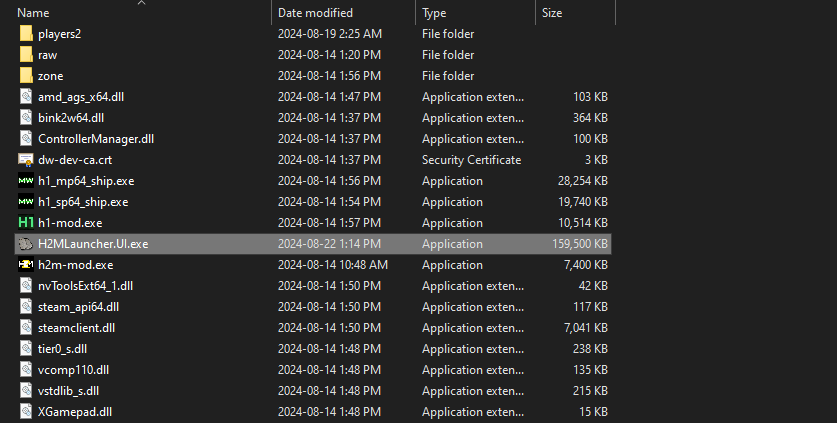 Name Date modified Type Size
players2 2024-08-19 2:25 AM File folder
raw 2024-08-14 1:20 PM File folder
zone 2024-08-14 1:56 PM File folder
amd_ags_x64.dll 2024-08-14 1:47 PM Application exten... 103 KB
bink2w64.dll 2024-08-14 1:37 PM Application exten... 364 KB
ControllerManager.dll 2024-08-14 1:37 PM Application exten... 100 KB
dw-dev-ca.crt 2024-08-14 1:37 PM Security Certificate 3 KB
MW h1_mp64_ship.exe 2024-08-14 1:56 PM Application 28,254 KB
MW h1_sp64_ship.exe 2024-08-14 1:54 PM Application 19,740 KB
H1 h1-mod.exe 2024-08-14 1:57 PM Application 10,514 KB
H2MLauncher.UI.exe 2024-08-22 1:14 PM Application 159,500 KB
h2m-mod.exe 2024-08-14 10:48 AM Application 7,400 KB
nvToolsExt64_1.dll 2024-08-14 1:50 PM Application exten... 42 KB
steam_api64.dll 2024-08-14 1:50 PM Application exten... 117 KB
steamclient.dll 2024-08-14 1:50 PM Application exten... 7,041 KB
tier0_s.dll 2024-08-14 1:48 PM Application exten... 238 KB
vcomp110.dll 2024-08-14 1:48 PM Application exten... 135 KB
vstdlib_s.dll 2024-08-14 1:48 PM Application exten... 215 KB
XGamepad.dll 2024-08-14 1:48 PM Application exten... 15 KB